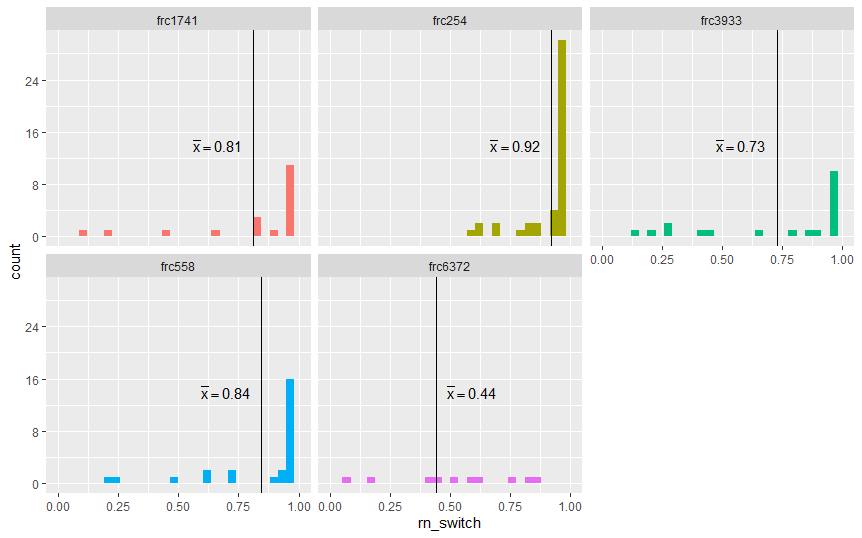 frc1741
frc254
frc3933
24
16
8
0
x̅ = 0.81
x̅ = 0.92
x̅ = 0.73
0.00 0.25 0.50 0.75 1.00
count
frc558
frc6372
24
16
8
0
x̅ = 0.84
x̅ = 0.44
0.00 0.25 0.50 0.75 1.00
0.00 0.25 0.50 0.75 1.00
rn_switch